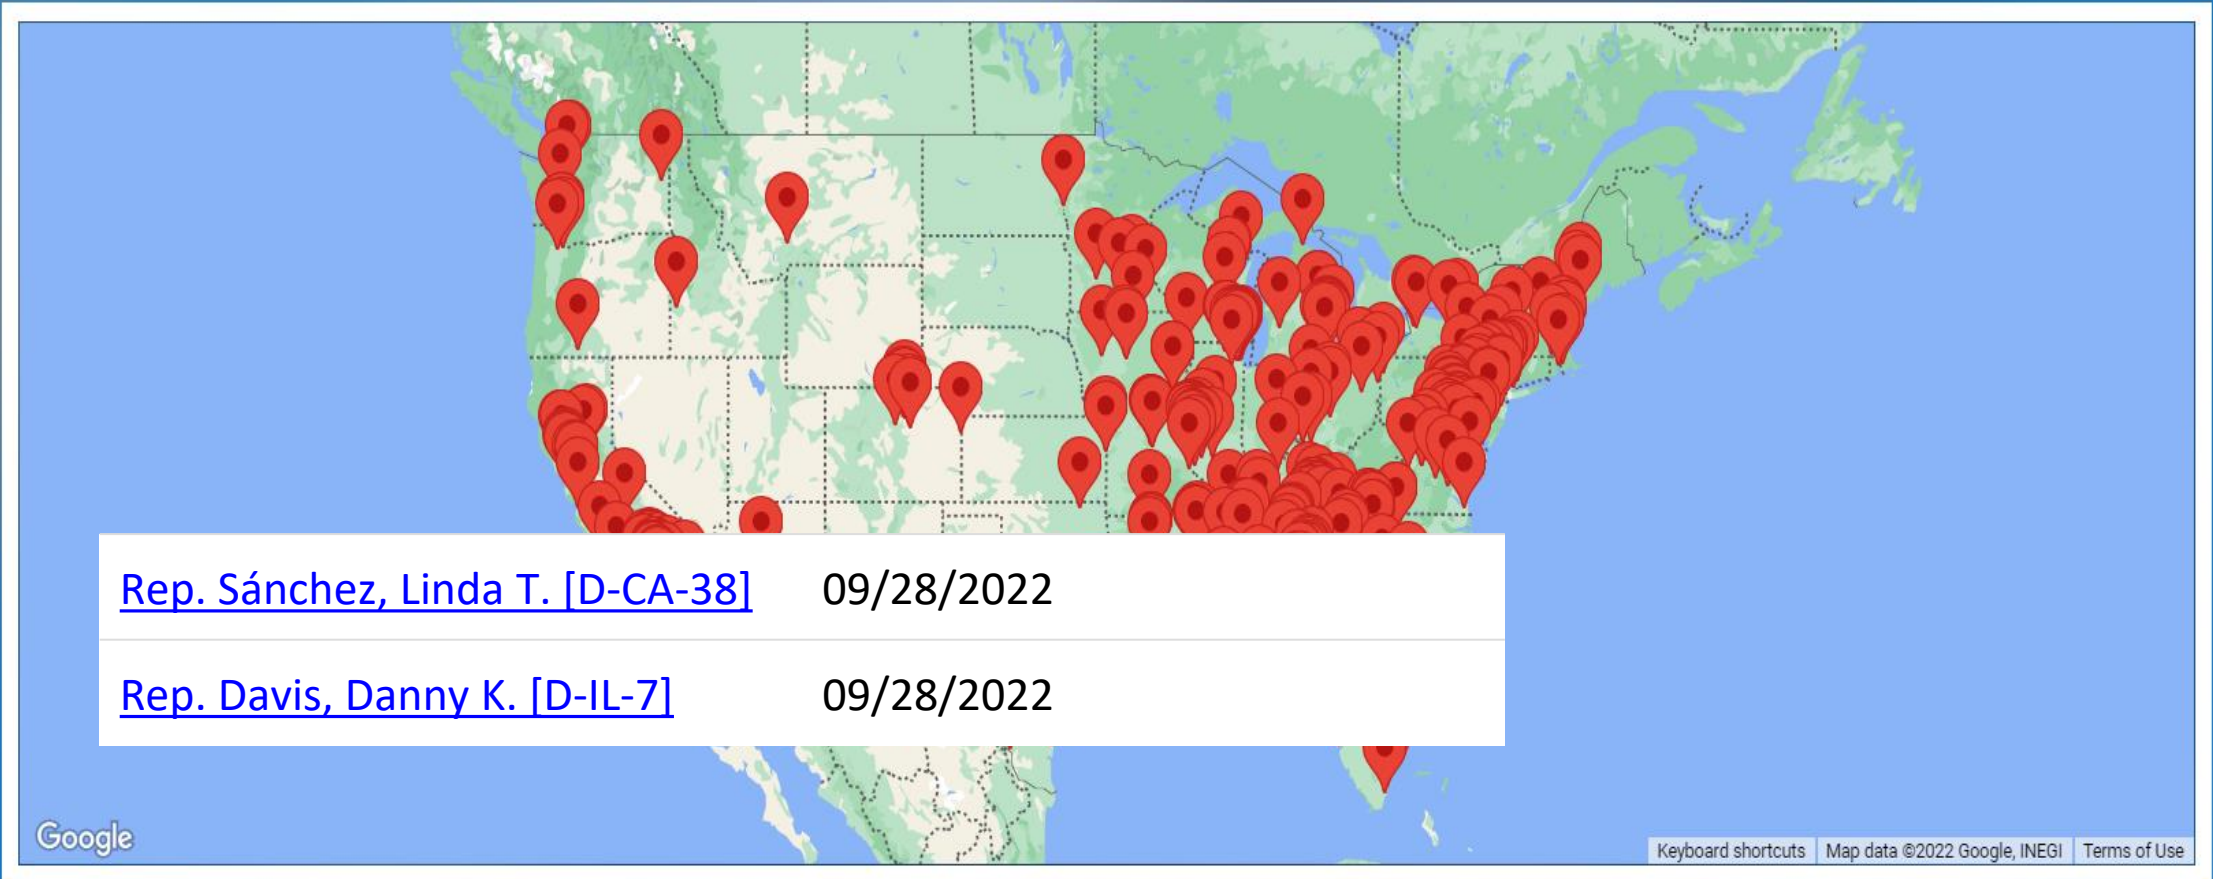 Rep. Sánchez, Linda T. [D-CA-38] 09/28/2022
Rep. Davis, Danny K. [D-IL-7] 09/28/2022
Google
Keyboard shortcuts Map data ©2022 Google, INEGI Terms of Use